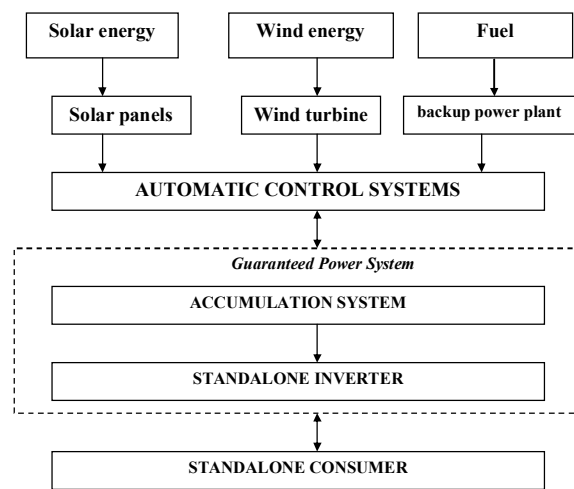 Solar energy
Wind energy
Fuel
Solar panels
Wind turbine
backup power plant
AUTOMATIC CONTROL SYSTEMS
Guaranteed Power System
ACCUMULATION SYSTEM
STANDALONE INVERTER
STANDALONE CONSUMER